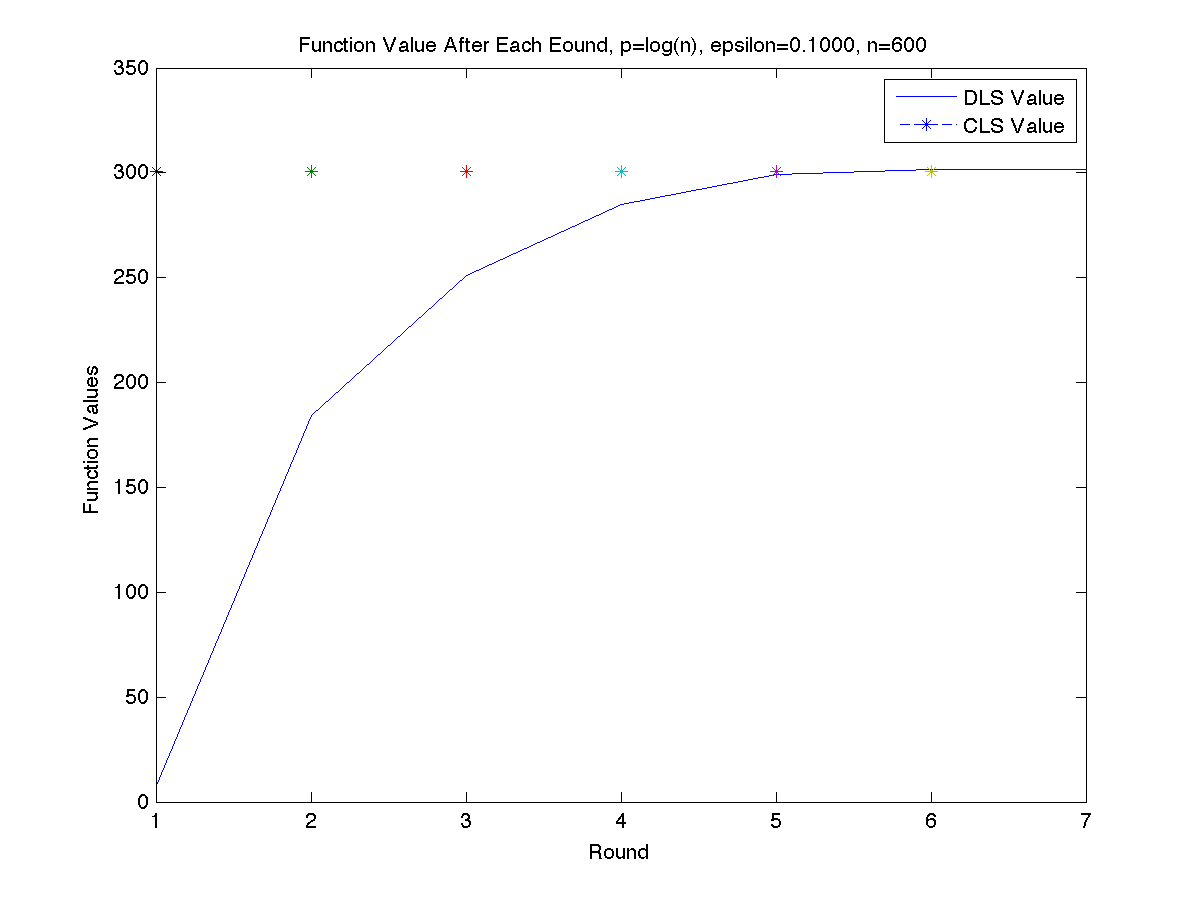 Function Value After Each Eound, p=log(n), epsilon=0.1000, n=600
350
300
250
200
150
100
50
0
Function Values
DLS Value
CLS Value
1 2 3 4 5 6 7
Round